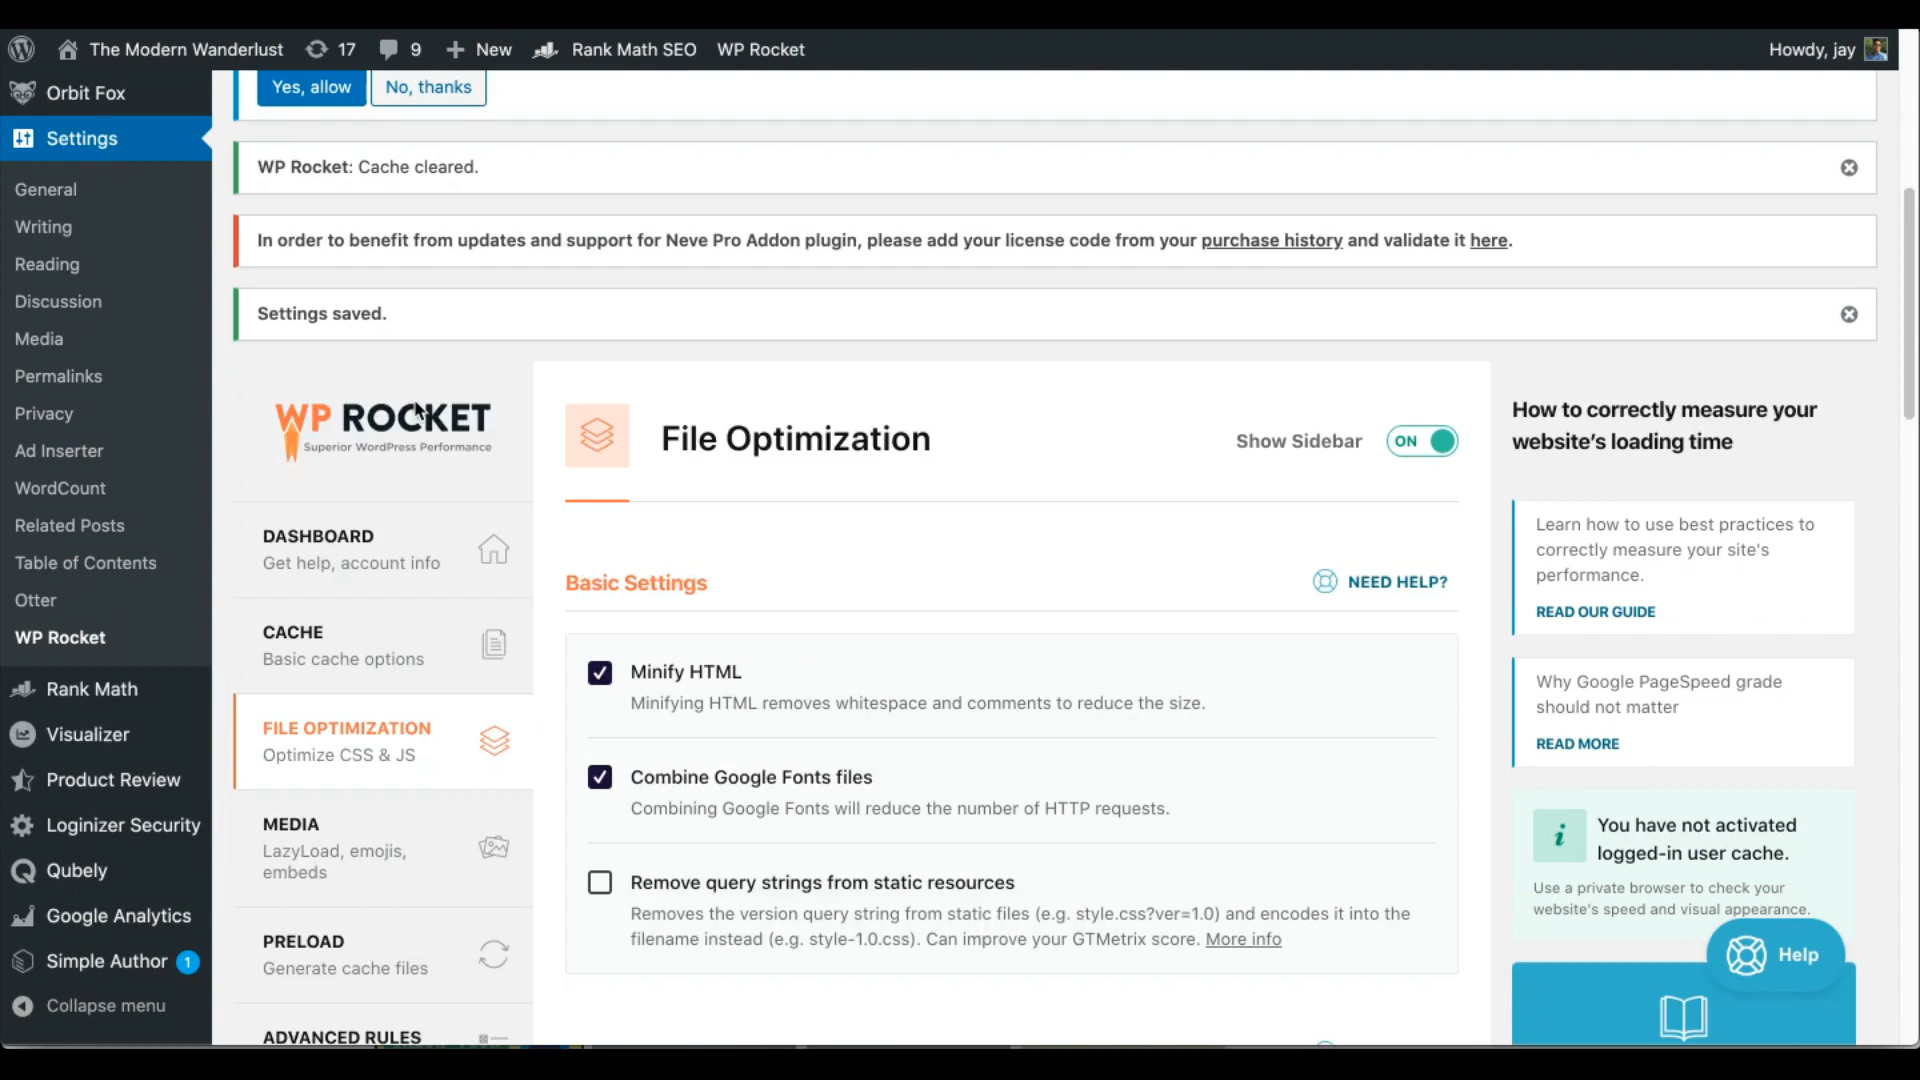 The Modern Wanderlust 17 9 New Rank Math SEO WP Rocket Howdy, jay
Orbit Fox
Settings
General
Writing
Reading
Discussion
Media
Permalinks
Privacy
Ad Inserter
WordCount
Related Posts
Table of Contents
Otter
WP Rocket
Rank Math
Visualizer
Product Review
Loginizer Security
Qubely
Google Analytics
Simple Author 1
Collapse menu
Yes, allow No, thanks
WP Rocket: Cache cleared.
In order to benefit from updates and support for Neve Pro Addon plugin, please add your license code from your purchase history and validate it here.
Settings saved.
WP ROCKET
Superior WordPress Performance
DASHBOARD
Get help, account info
CACHE
Basic cache options
FILE OPTIMIZATION
Optimize CSS & JS
MEDIA
LazyLoad, emojis,
embeds
PRELOAD
Generate cache files
ADVANCED RULES
File Optimization
Show Sidebar ON
Basic Settings
NEED HELP?
Minify HTML
Minifying HTML removes whitespace and comments to reduce the size.
Combine Google Fonts files
Combining Google Fonts will reduce the number of HTTP requests.
Remove query strings from static resources
Removes the version query string from static files (e.g. style.css?ver=1.0) and encodes it into the
filename instead (e.g. style-1.0.css). Can improve your GTMetrix score. More info
How to correctly measure your
website's loading time
Learn how to use best practices to
correctly measure your site's
performance.
READ OUR GUIDE
Why Google PageSpeed grade
should not matter
READ MORE
You have not activated
logged-in user cache.
Use a private browser to check your
website's speed and visual appearance.
Help